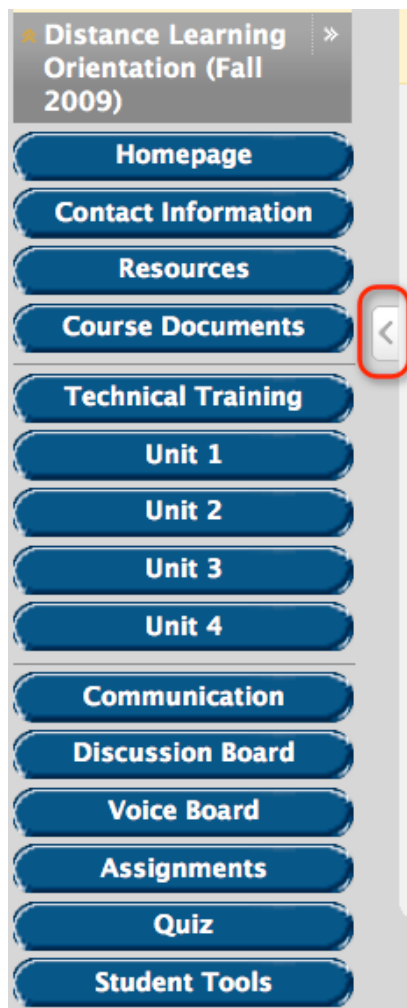 Distance Learning »
Orientation (Fall
2009)
Homepage
Contact Information
Resources
Course Documents
Technical Training
Unit 1
Unit 2
Unit 3
Unit 4
Communication
Discussion Board
Voice Board
Assignments
Quiz
Student Tools